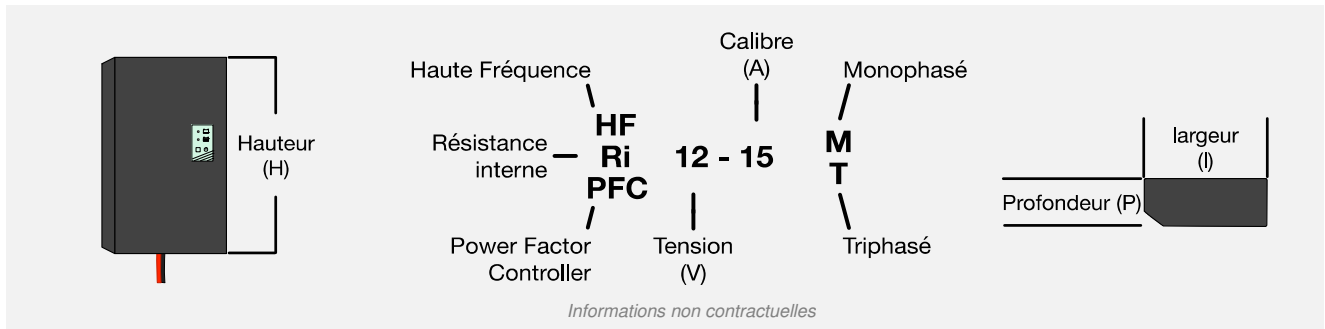 Hauteur
(H)
Haute Fréquence
Résistance
interne
Power Factor
Controller
HF
Ri
PFC
12 - 15
Calibre
(A)
Tension
(V)
Monophasé
M
T
Triphasé
largeur
(l)
Profondeur (P)
Informations non contractuelles